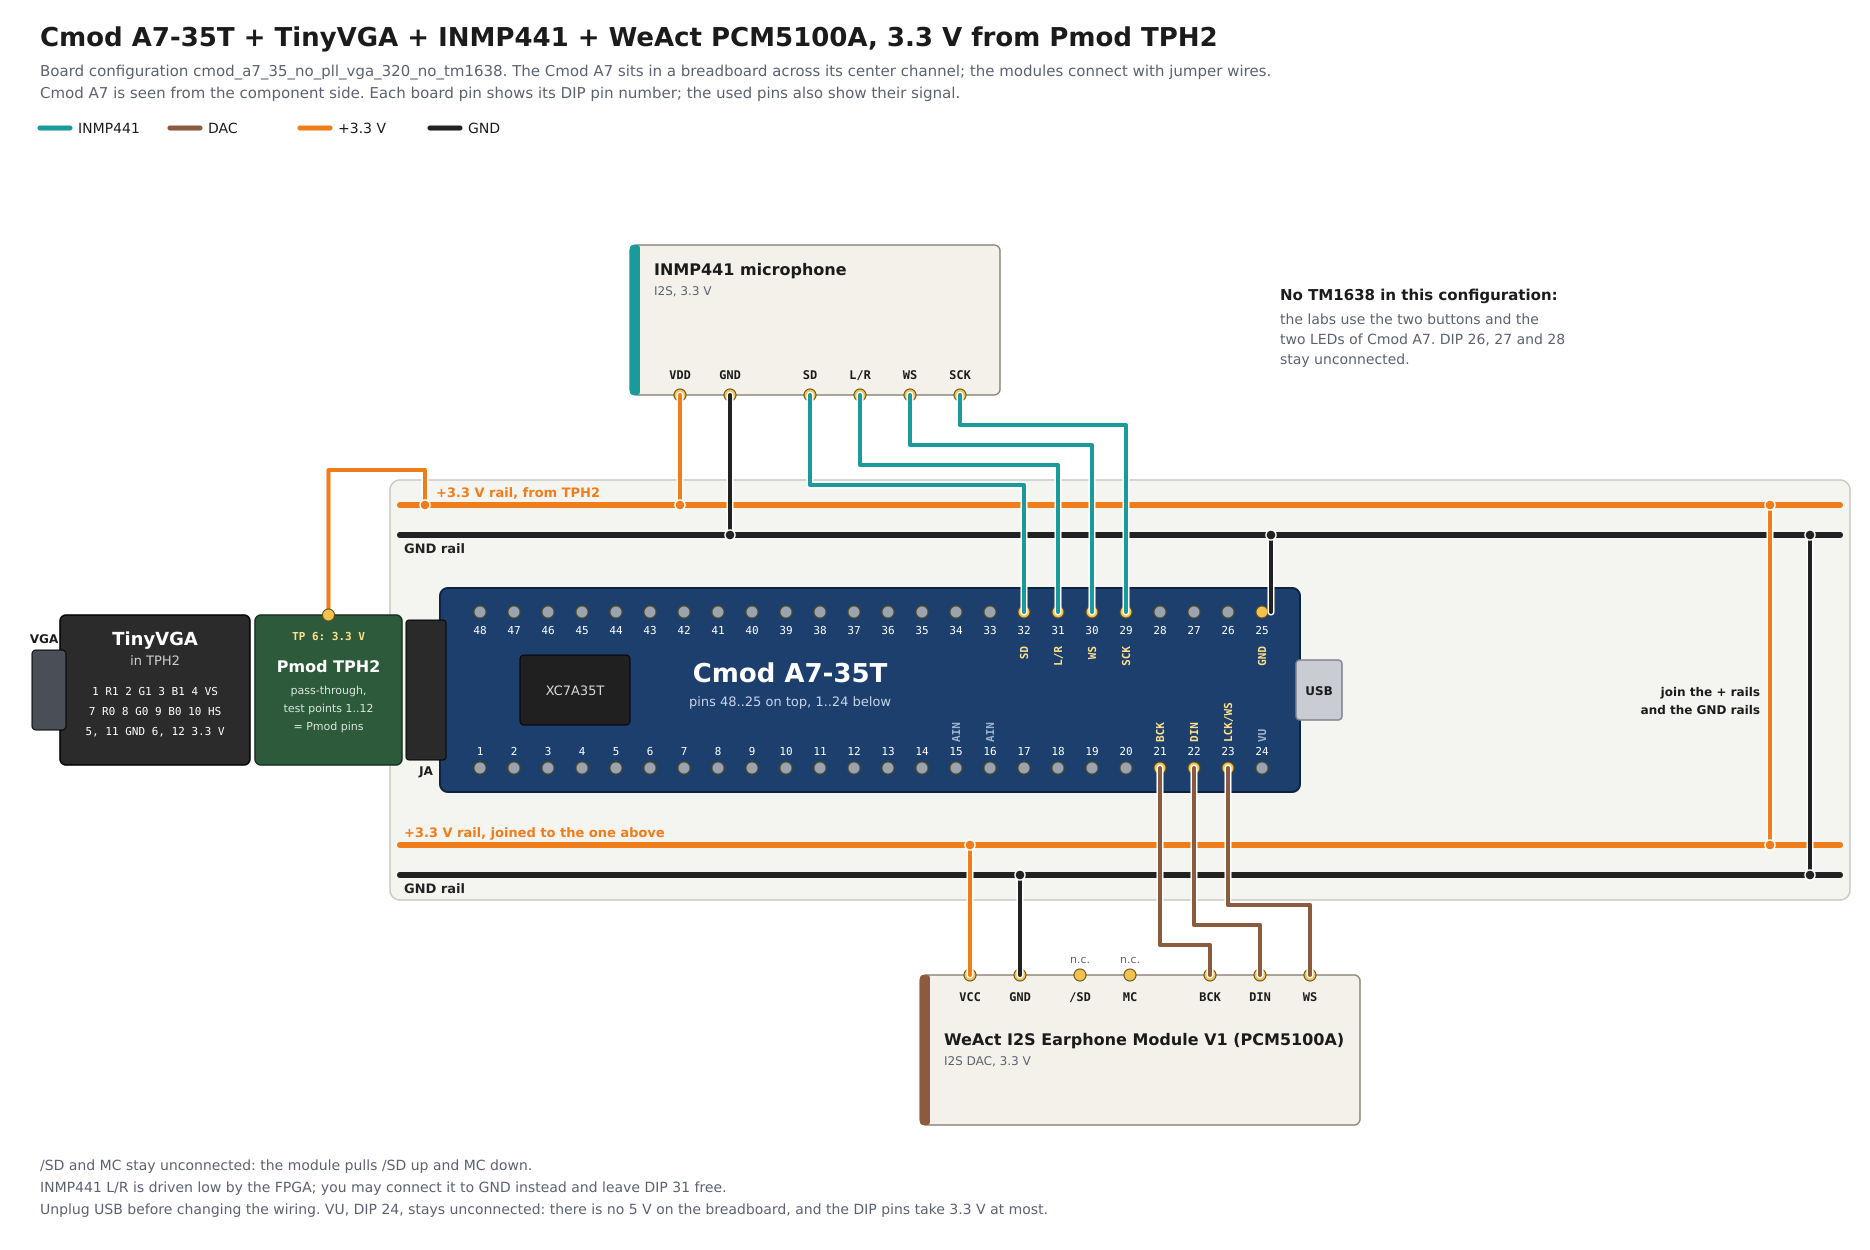 Cmod A7-35T + TinyVGA + INMP441 + WeAct PCM5100A, 3.3 V from Pmod TPH2
Board configuration cmod_a7_35_no_pll_vga_320_no_tm1638. The Cmod A7 sits in a breadboard across its center channel; the modules connect with jumper wires.
Cmod A7 is seen from the component side. Each board pin shows its DIP pin number; the used pins also show their signal.
INMP441 DAC +3.3 V GND
INMP441 microphone
I2S, 3.3 V
VDD GND SD L/R WS SCK
No TM1638 in this configuration:
the labs use the two buttons and the
two LEDs of Cmod A7. DIP 26, 27 and 28
stay unconnected.
+3.3 V rail, from TPH2
GND rail
VGA
TinyVGA
in TPH2
1 R1 2 G1 3 B1 4 VS
7 R0 8 G0 9 B0 10 HS
5, 11 GND 6, 12 3.3 V
TP 6: 3.3 V
Pmod TPH2
pass-through,
test points 1..12
= Pmod pins
JA
48 47 46 45 44 43 42 41 40 39 38 37 36 35 34 33 32 31 30 29 28 27 26 25
SD L/R WS SCK GND
XC7A35T
Cmod A7-35T
pins 48..25 on top, 1..24 below
USB
AIN AIN BCK DIN LCK/WS VU
1 2 3 4 5 6 7 8 9 10 11 12 13 14 15 16 17 18 19 20 21 22 23 24
join the + rails
and the GND rails
+3.3 V rail, joined to the one above
GND rail
n.c. n.c.
VCC GND /SD MC BCK DIN WS
WeAct I2S Earphone Module V1 (PCM5100A)
I2S DAC, 3.3 V
/SD and MC stay unconnected: the module pulls /SD up and MC down.
INMP441 L/R is driven low by the FPGA; you may connect it to GND instead and leave DIP 31 free.
Unplug USB before changing the wiring. VU, DIP 24, stays unconnected: there is no 5 V on the breadboard, and the DIP pins take 3.3 V at most.